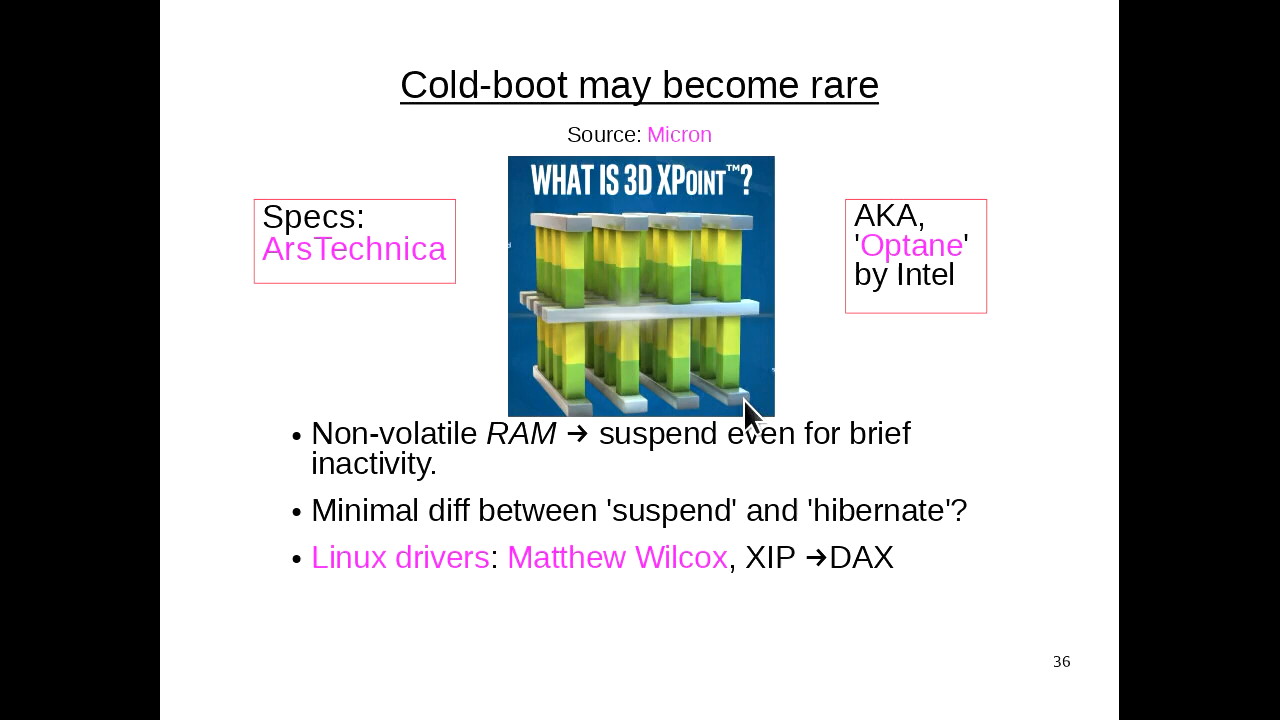 Cold-boot may become rare
Source: Micron
WHAT IS 3D XPOINT™?
Specs:
ArsTechnica
AKA,
'Optane'
by Intel
• Non-volatile RAM → suspend even for brief
inactivity.
• Minimal diff between 'suspend' and 'hibernate'?
• Linux drivers: Matthew Wilcox, XIP →DAX
36